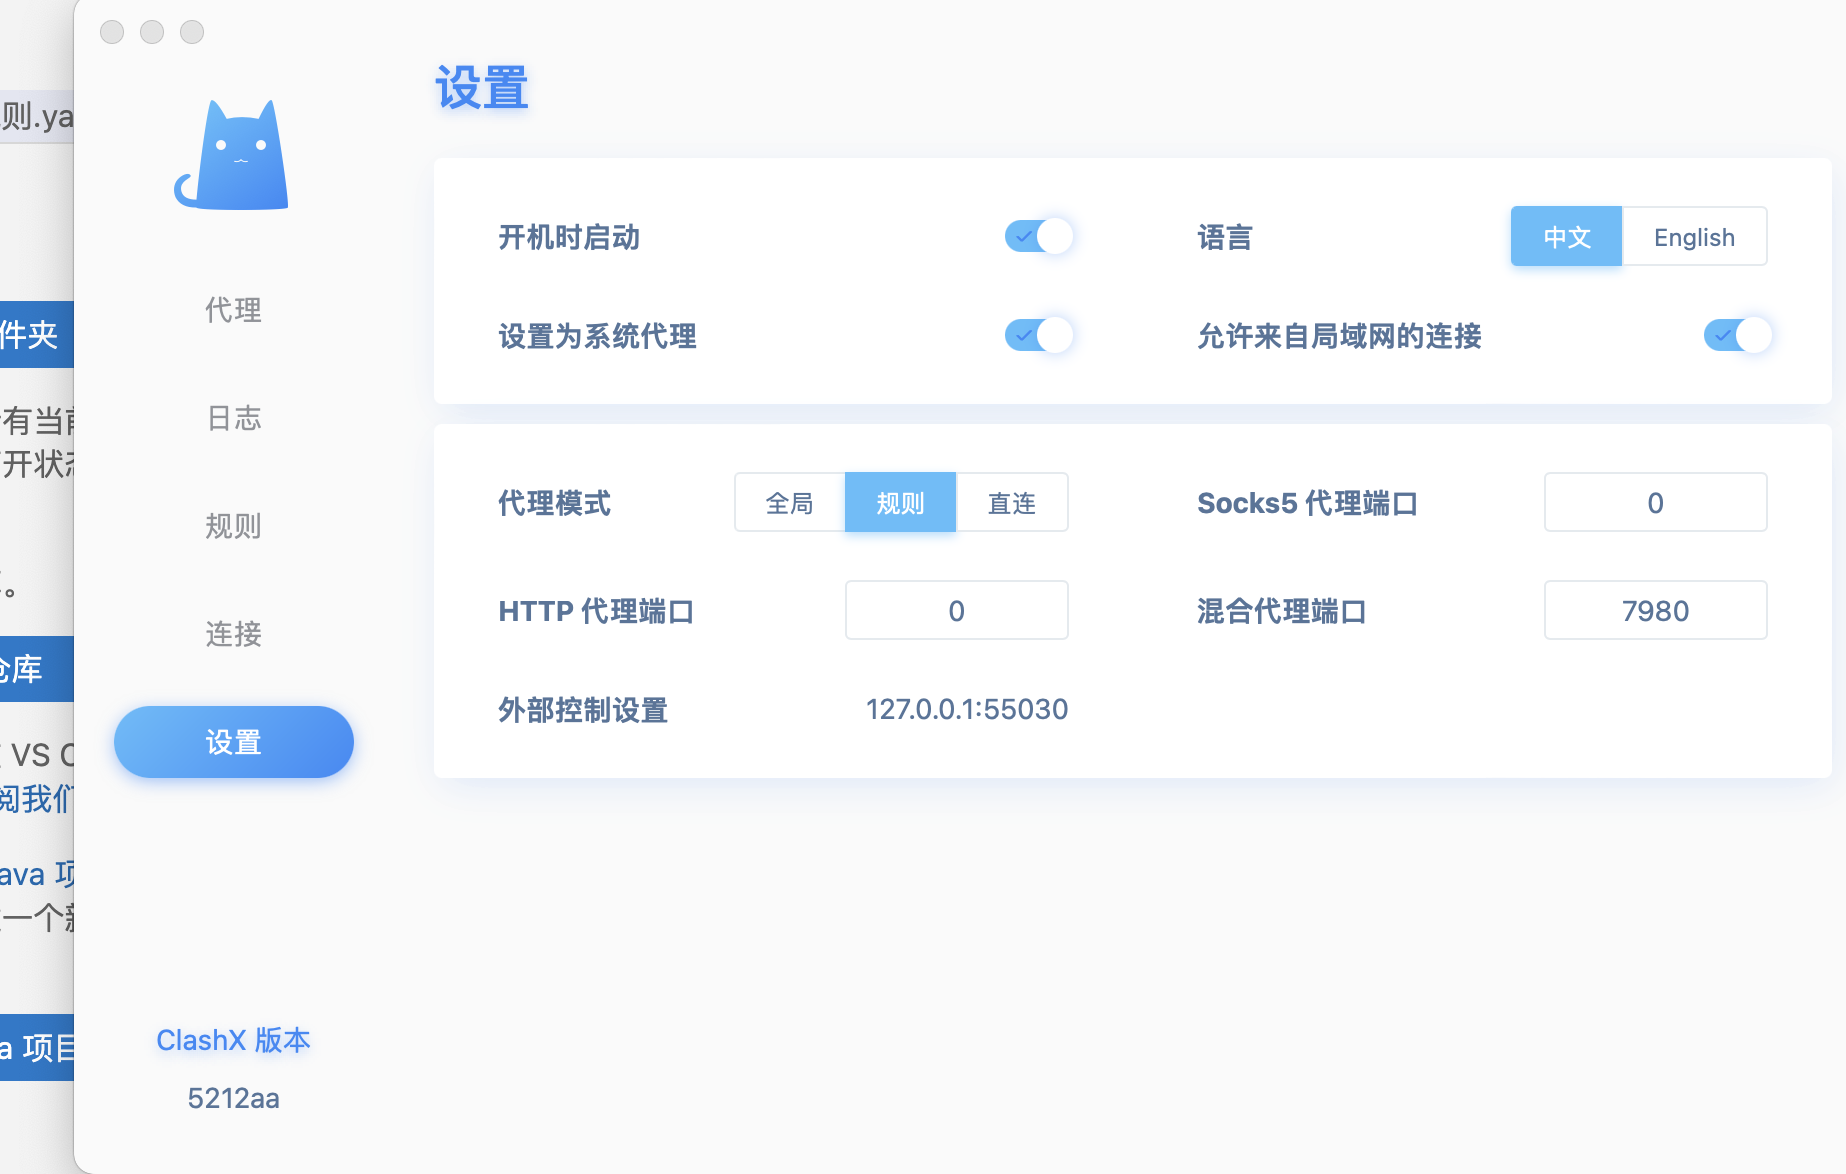 设置
开机时启动
语言
中文
English
设置为系统代理
允许来自局域网的连接
代理模式
全局
规则
直连
Socks5 代理端口
0
HTTP 代理端口
0
混合代理端口
7980
外部控制设置
127.0.0.1:55030
代理
日志
规则
连接
设置
ClashX 版本
5212aa
则.ya
件夹
有当前
开状态
。
仓库
VS C
阅我们
ava 项
一个新
a 项目